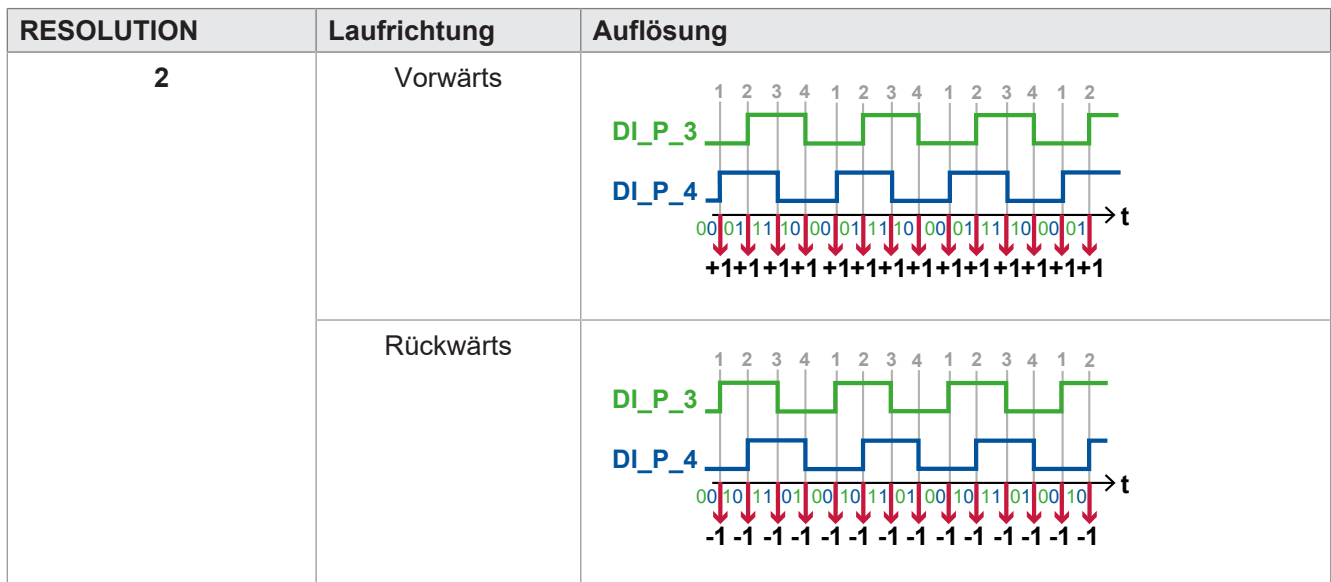 RESOLUTION Laufrichtung Auflösung
2 Vorwärts
1 2 3 4 1 2 3 4 1 2 3 4 1 2
DI_P_3
DI_P_4
t
00 01 11 10 00 01 11 10 00 01 11 10 00 01
+1+1+1+1+1+1+1+1+1+1+1+1+1+1
Rückwärts
1 2 3 4 1 2 3 4 1 2 3 4 1 2
DI_P_3
DI_P_4
t
00 10 11 01 00 10 11 01 00 10 11 01 00 10
-1 -1 -1 -1 -1 -1 -1 -1 -1 -1 -1 -1 -1 -1